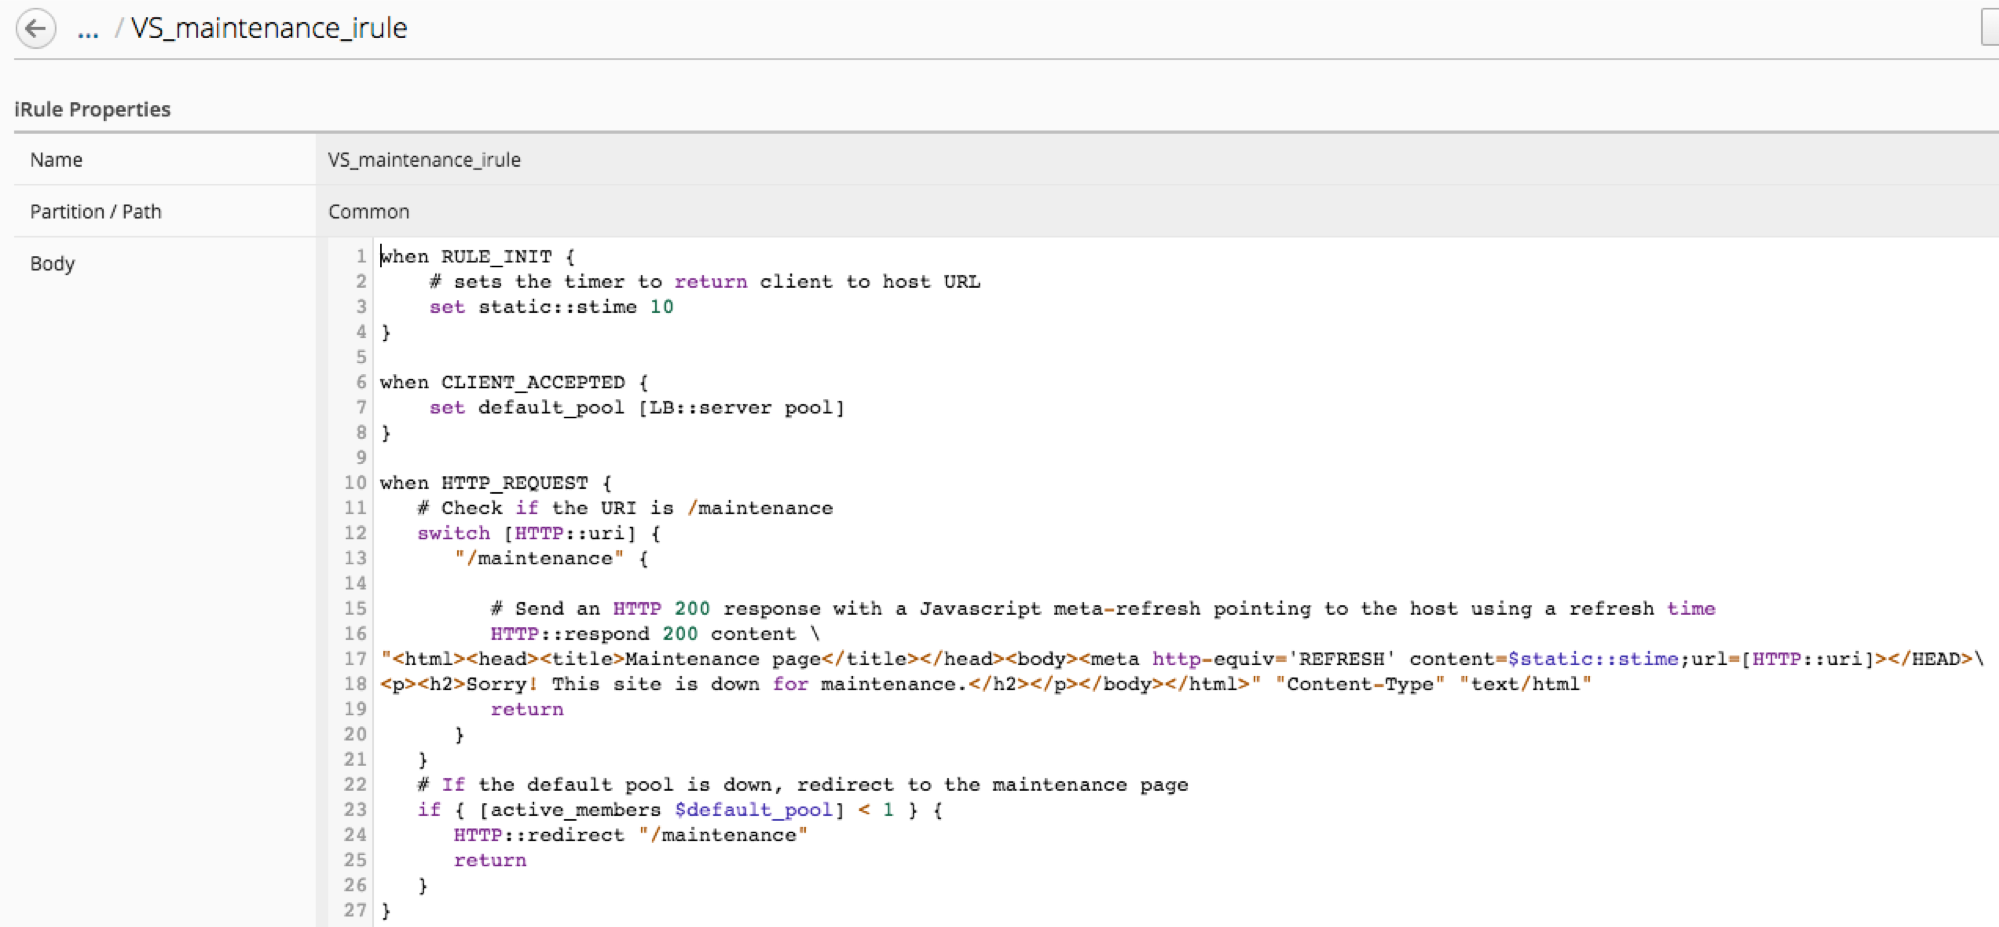 ... / VS_maintenance_irule
iRule Properties
Name VS_maintenance_irule
Partition / Path Common
Body
1 when RULE_INIT {
2     # sets the timer to return client to host URL
3     set static::stime 10
4 }
5
6 when CLIENT_ACCEPTED {
7     set default_pool [LB::server pool]
8 }
9
10 when HTTP_REQUEST {
11    # Check if the URI is /maintenance
12    switch [HTTP::uri] {
13       "/maintenance" {
14
15          # Send an HTTP 200 response with a Javascript meta-refresh pointing to the host using a refresh time
16          HTTP::respond 200 content \
17 "<html><head><title>Maintenance page</title></head><body><meta http-equiv='REFRESH' content=$static::stime;url=[HTTP::uri]></HEAD>\
18 <p><h2>Sorry! This site is down for maintenance.</h2></p></body></html>" "Content-Type" "text/html"
19          return
20       }
21    }
22    # If the default pool is down, redirect to the maintenance page
23    if { [active_members $default_pool] < 1 } {
24       HTTP::redirect "/maintenance"
25       return
26    }
27 }